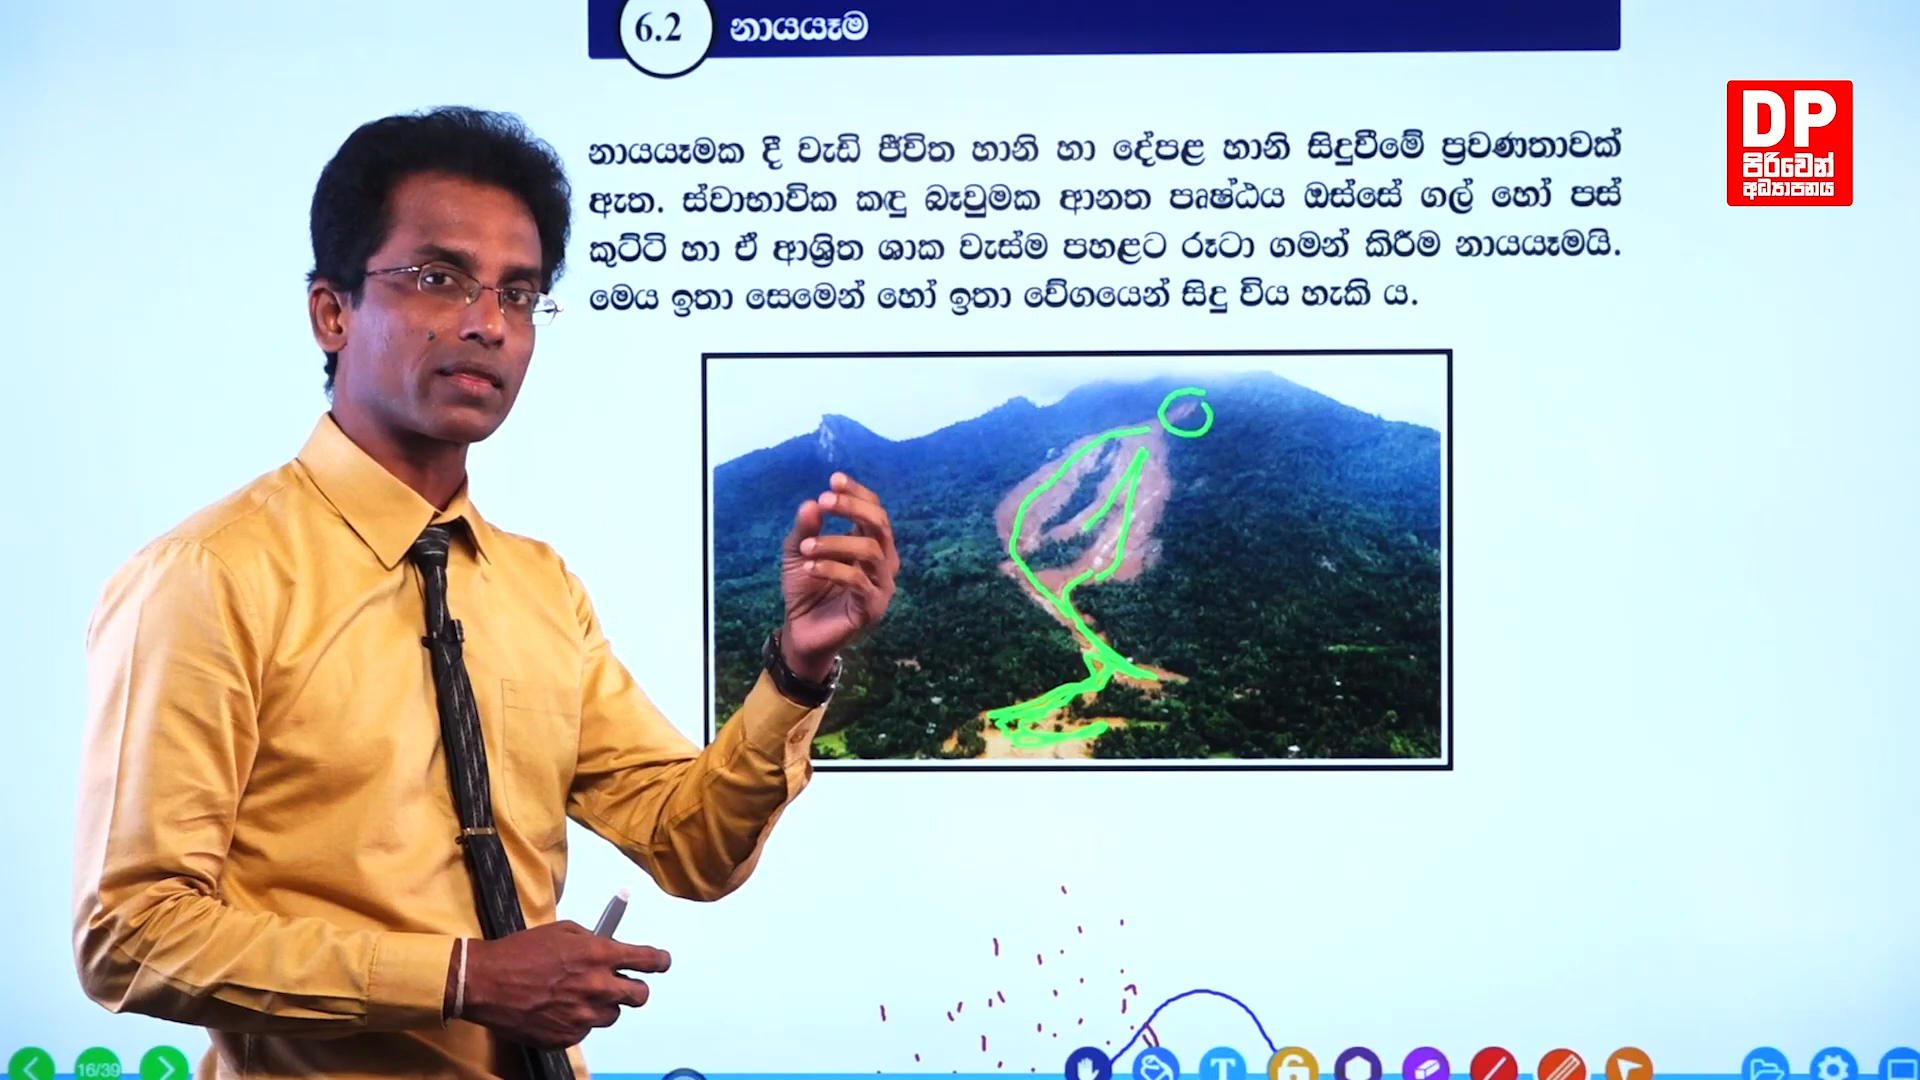 6.2 නායයෑම
DP
පිරිවෙන්
අධ්‍යාපනය
නායයෑමක දී වැඩි ජීවිත හානි හා දේපළ හානි සිදුවීමේ ප්‍රවණතාවක්
ඇත. ස්වාභාවික කඳු බෑවුමක ආනත පෘෂ්ඨය ඔස්සේ ගල් හෝ පස්
කුට්ටි හා ඒ ආශ්‍රිත ශාක වැස්ම පහළට රූටා ගමන් කිරීම නායයෑමයි.
මෙය ඉතා සෙමෙන් හෝ ඉතා වේගයෙන් සිදු විය හැකි ය.
16/39
T